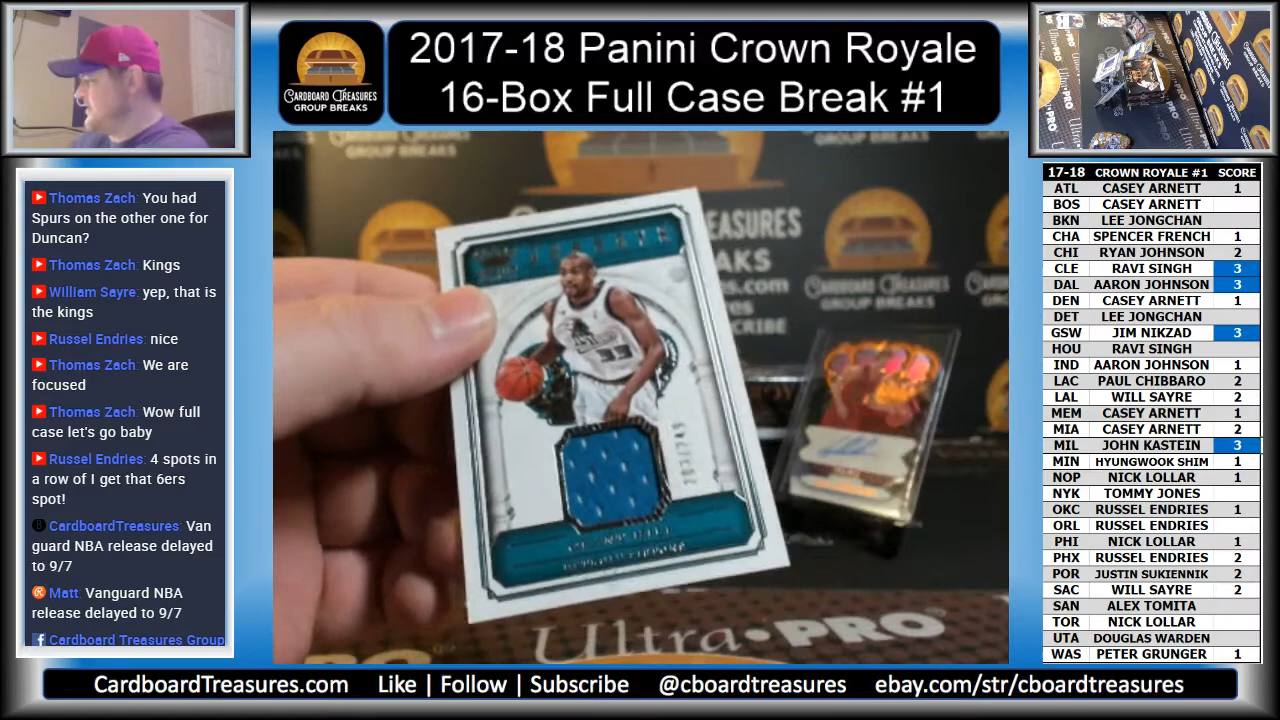 2017-18 Panini Crown Royale
16-Box Full Case Break #1
CARDBOARD TREASURES
GROUP BREAKS
Thomas Zach: You had
Spurs on the other one for
Duncan?
Thomas Zach: Kings
William Sayre: yep, that is
the kings
Russel Endries: nice
Thomas Zach: We are
focused
Thomas Zach: Wow full
case let's go baby
Russel Endries: 4 spots in
a row of I get that 6ers
spot!
CardboardTreasures: Van
guard NBA release delayed
to 9/7
Matt: Vanguard NBA
release delayed to 9/7
Cardboard Treasures Group
GROUP BREAKS
TREASURES
GROUP BREAKS
33
Ultra•PRO
17-18 CROWN ROYALE #1 SCORE
ATL CASEY ARNETT 1
BOS CASEY ARNETT
BKN LEE JONGCHAN
CHA SPENCER FRENCH 1
CHI RYAN JOHNSON 2
CLE RAVI SINGH 3
DAL AARON JOHNSON 3
DEN CASEY ARNETT 1
DET LEE JONGCHAN
GSW JIM NIKZAD 3
HOU RAVI SINGH
IND AARON JOHNSON 1
LAC PAUL CHIBBARO 2
LAL WILL SAYRE 2
MEM CASEY ARNETT 1
MIA CASEY ARNETT 2
MIL JOHN KASTEIN 3
MIN HYUNGWOOK SHIM 1
NOP NICK LOLLAR 1
NYK TOMMY JONES
OKC RUSSEL ENDRIES 1
ORL RUSSEL ENDRIES
PHI NICK LOLLAR 1
PHX RUSSEL ENDRIES 2
POR JUSTIN SUKIENNIK 2
SAC WILL SAYRE 2
SAN ALEX TOMITA
TOR NICK LOLLAR
UTA DOUGLAS WARDEN
WAS PETER GRUNGER 1
CardboardTreasures.com Like | Follow | Subscribe @cboardtreasures ebay.com/str/cboardtreasures